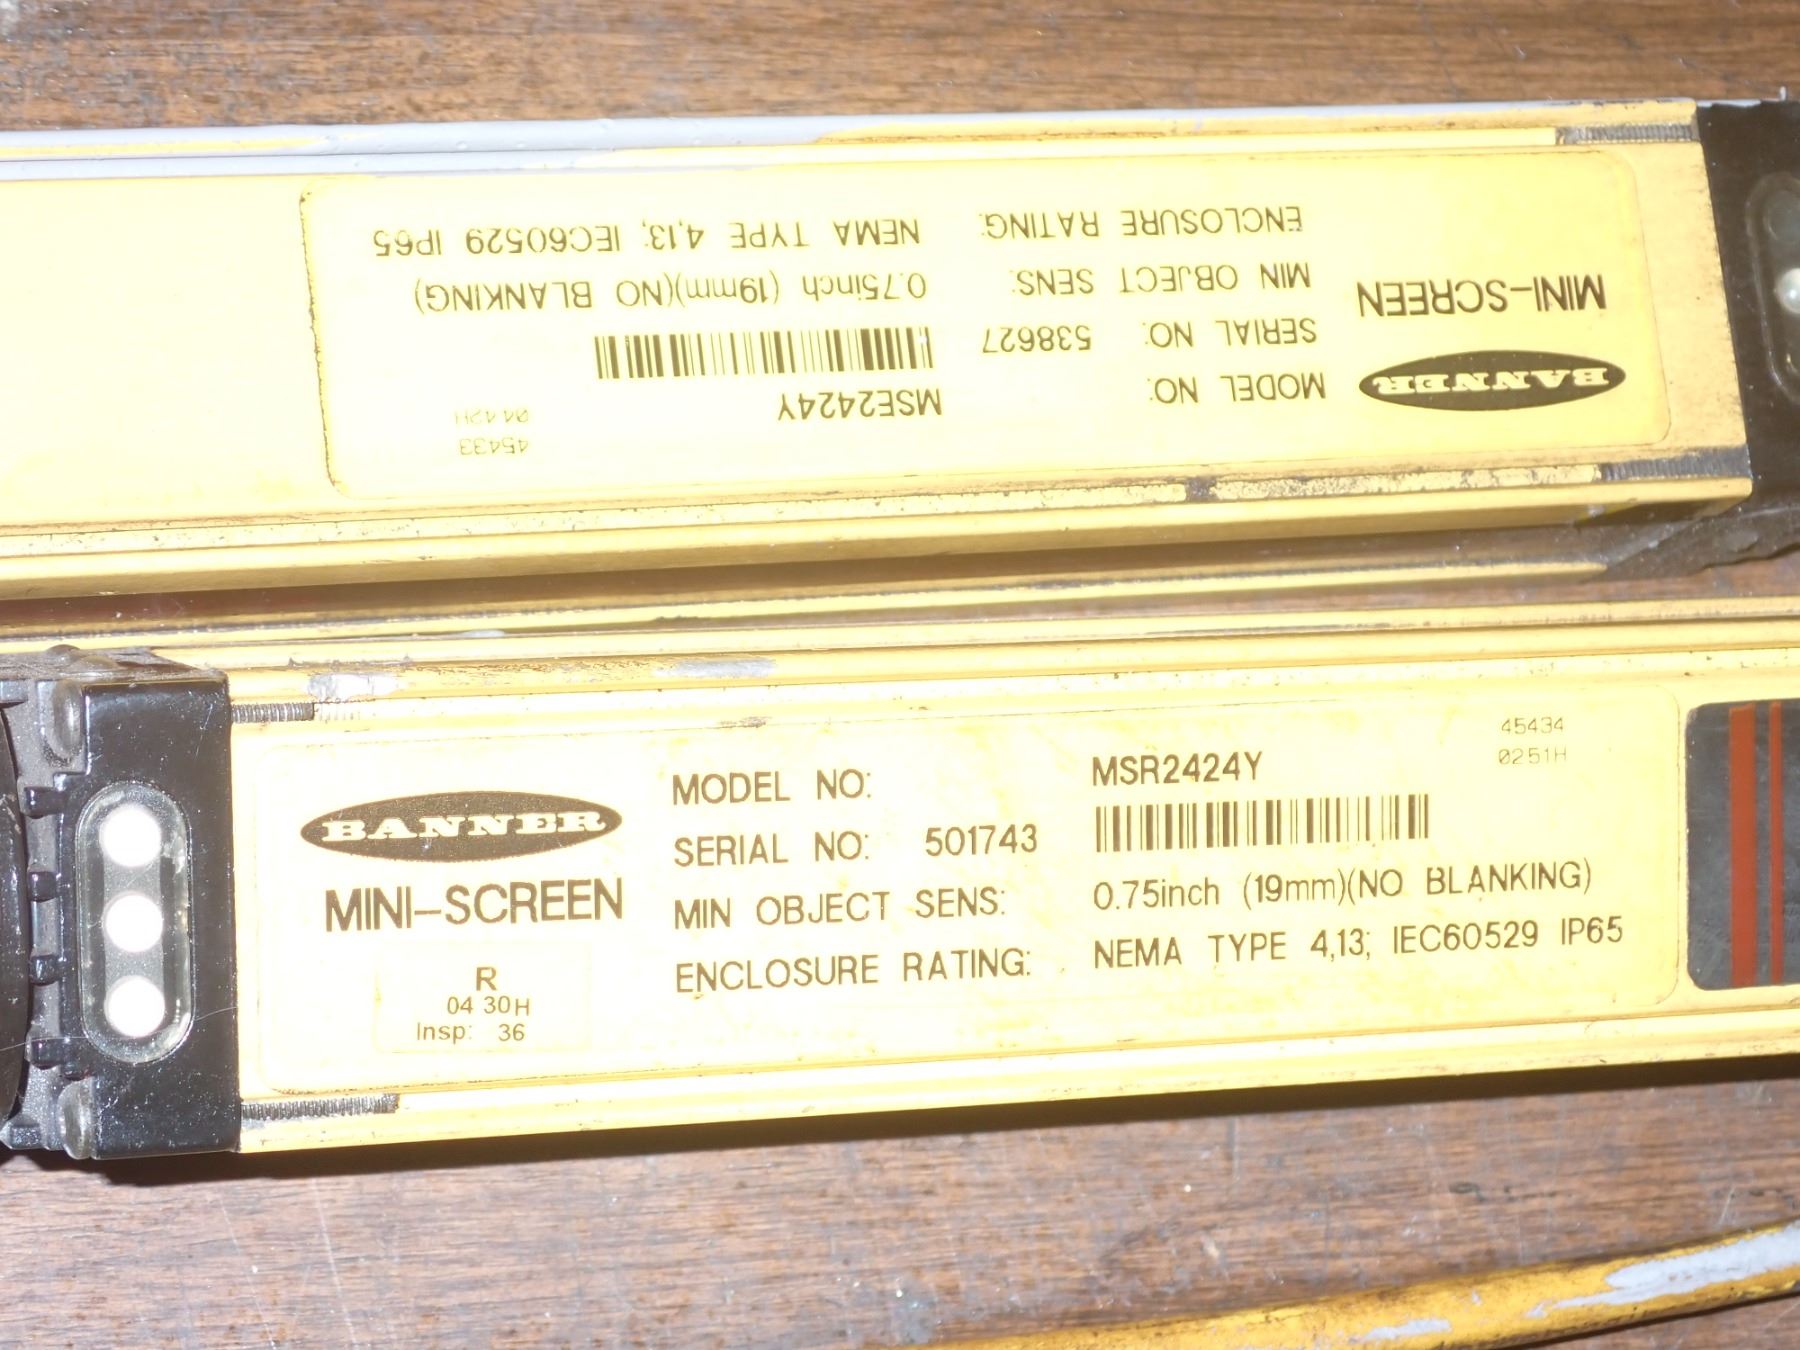 BANNER
MINI-SCREEN
MODEL NO: MSE2424Y
SERIAL NO: 538627
MIN OBJECT SENS: 0.75inch (19mm)(NO BLANKING)
ENCLOSURE RATING: NEMA TYPE 4,13; IEC60529 IP65
45433
0442H
BANNER
MINI-SCREEN
R
04 30H
Insp: 36
MODEL NO: MSR2424Y
SERIAL NO: 501743
MIN OBJECT SENS: 0.75inch (19mm)(NO BLANKING)
ENCLOSURE RATING: NEMA TYPE 4,13; IEC60529 IP65
45434
0251H